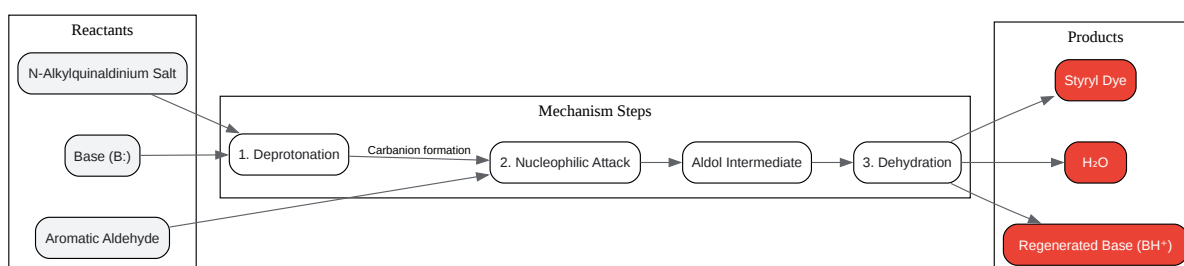 Reactants
N-Alkylquinaldinium Salt
Base (B:)
Aromatic Aldehyde
Mechanism Steps
1. Deprotonation
Carbanion formation
2. Nucleophilic Attack
Aldol Intermediate
3. Dehydration
Products
Styryl Dye
H₂O
Regenerated Base (BH⁺)